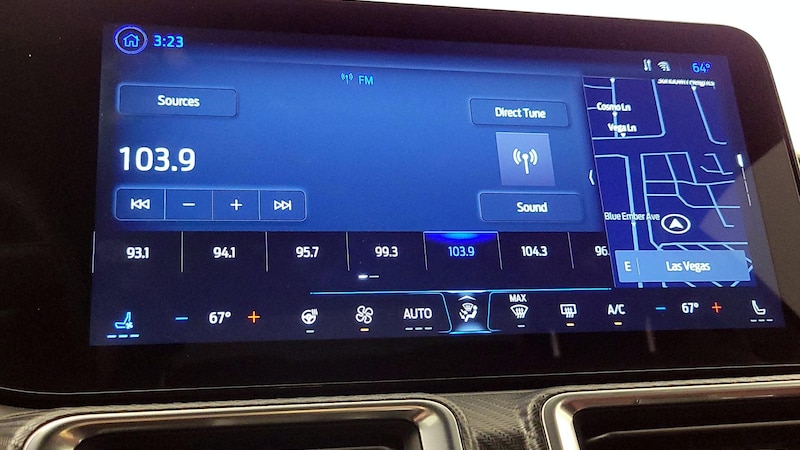 3:23
64°
FM
Sources
Direct Tune
Cosmo Ln
Vega Ln
103.9
Sound
Blue Ember Ave
93.1 94.1 95.7 99.3 103.9 104.3 96.
E Las Vegas
67° AUTO MAX A/C 67°